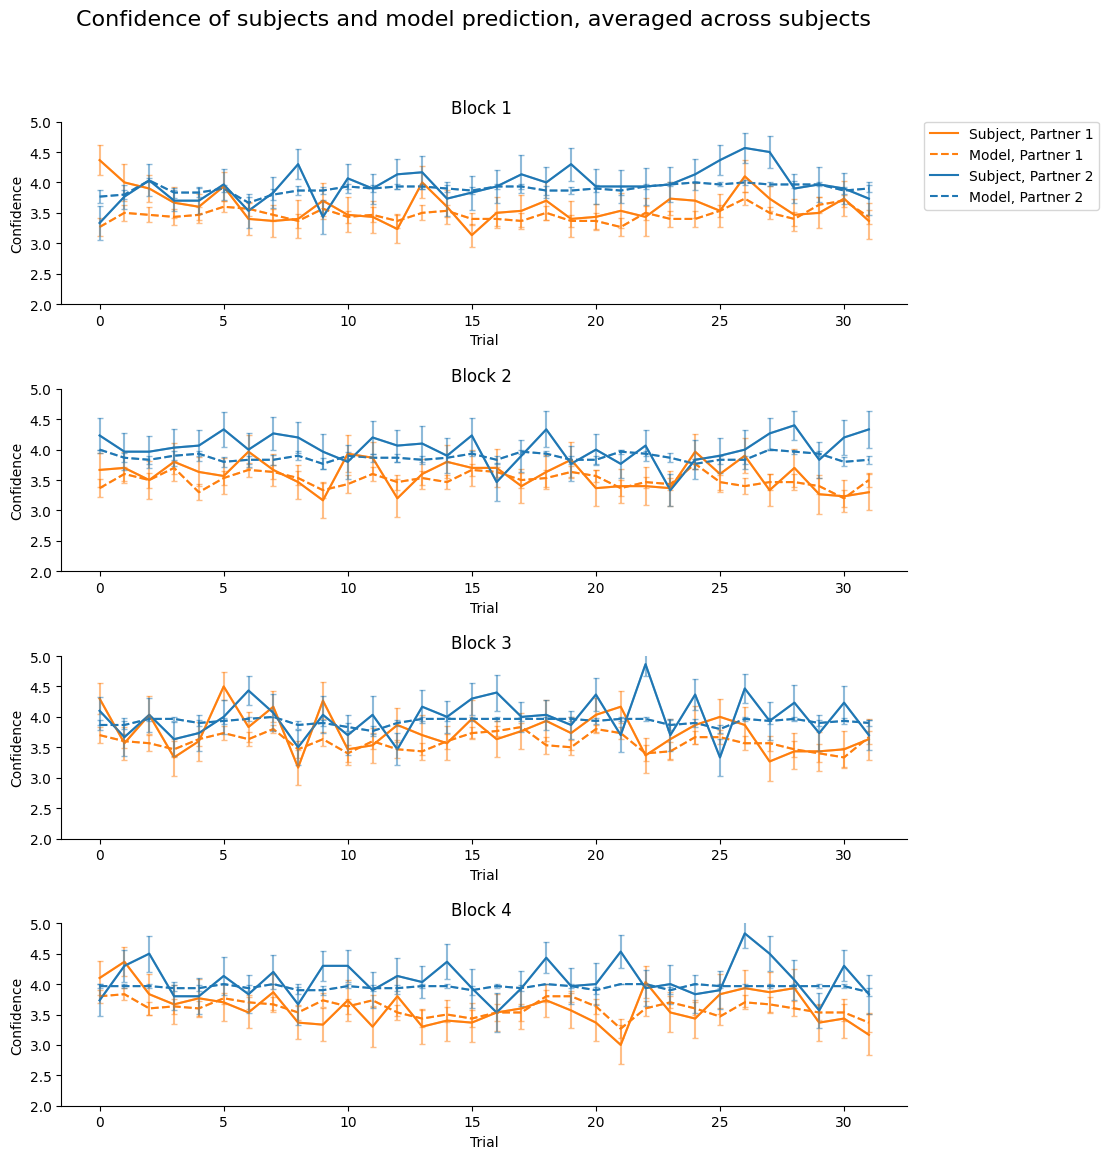 Confidence of subjects and model prediction, averaged across subjects
Block 1
5.0
4.5
4.0
3.5
3.0
2.5
2.0
Confidence
0 5 10 15 20 25 30
Trial
Subject, Partner 1
Model, Partner 1
Subject, Partner 2
Model, Partner 2
Block 2
5.0
4.5
4.0
3.5
3.0
2.5
2.0
Confidence
0 5 10 15 20 25 30
Trial
Block 3
5.0
4.5
4.0
3.5
3.0
2.5
2.0
Confidence
0 5 10 15 20 25 30
Trial
Block 4
5.0
4.5
4.0
3.5
3.0
2.5
2.0
Confidence
0 5 10 15 20 25 30
Trial